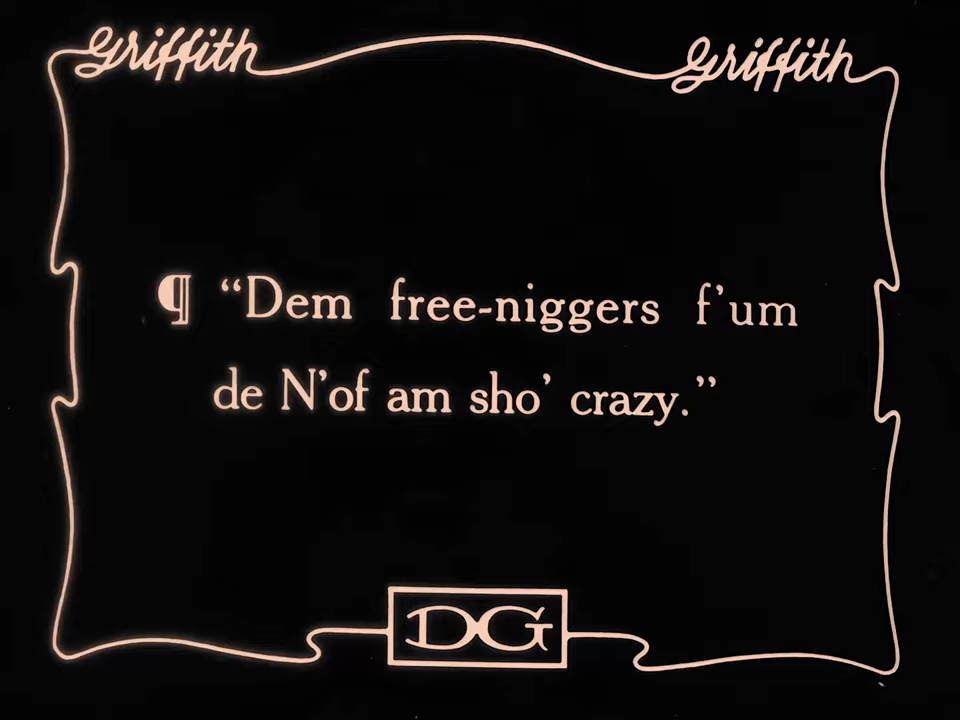 Griffith Griffith
¶ “Dem free-niggers f’um
de N’of am sho’ crazy.”
DG